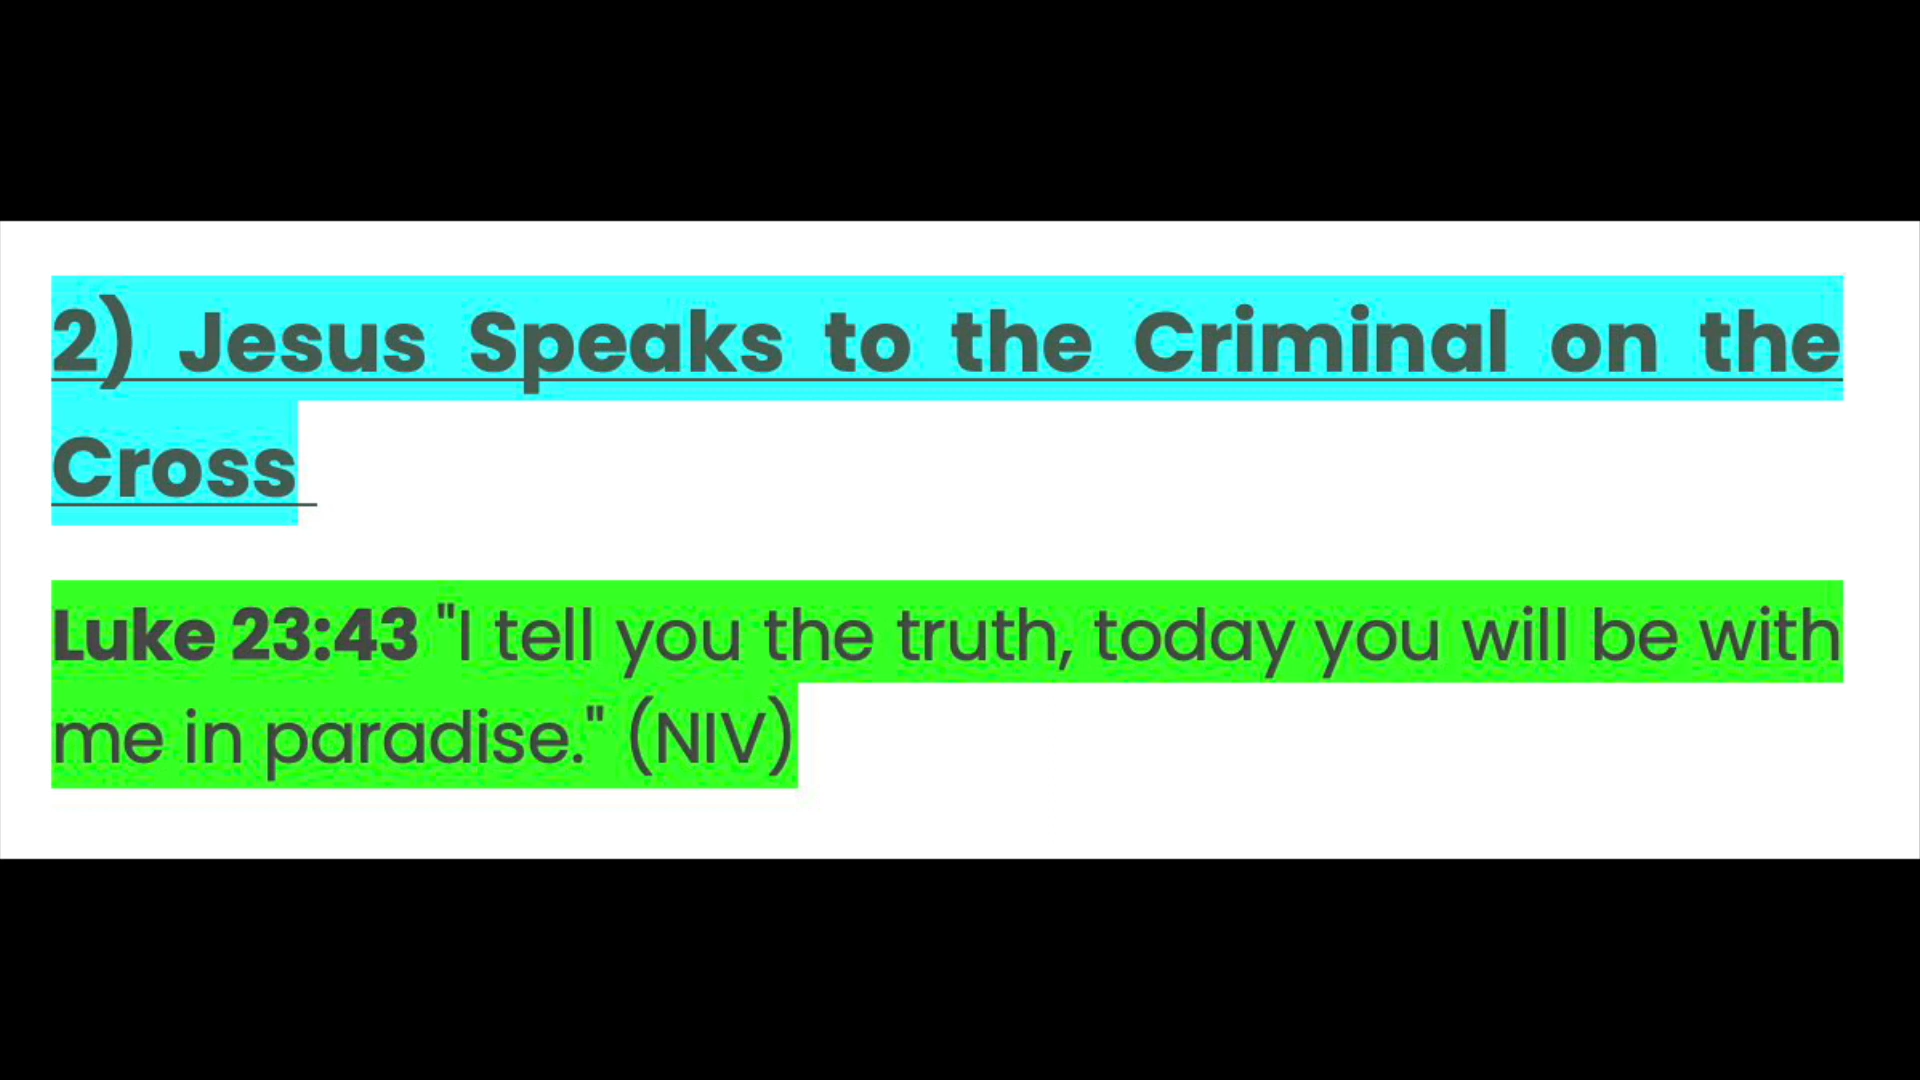 2) Jesus Speaks to the Criminal on the
Cross
Luke 23:43 "I tell you the truth, today you will be with
me in paradise." (NIV)